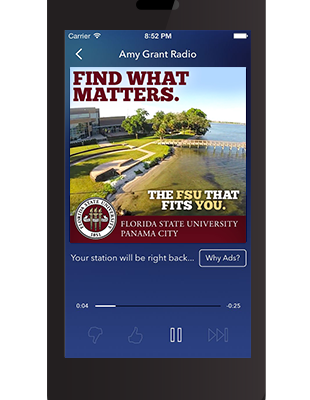 Carrier 8:52 PM
Amy Grant Radio
FIND WHAT
MATTERS.
THE FSU THAT
FITS YOU.
FLORIDA STATE UNIVERSITY
1851
FLORIDA STATE UNIVERSITY
PANAMA CITY
Your station will be right back... Why Ads?
0:04 -0:25